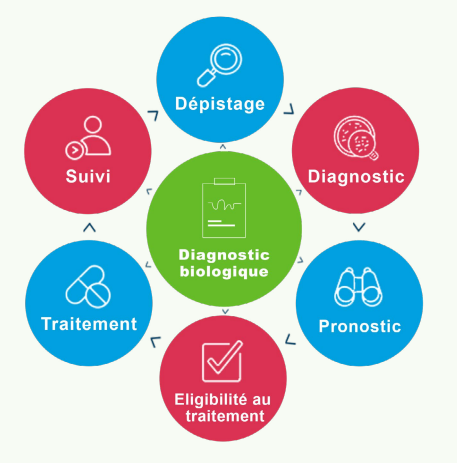 Dépistage
Diagnostic
Suivi
Diagnostic
biologique
Traitement
Pronostic
Eligibilité au
traitement